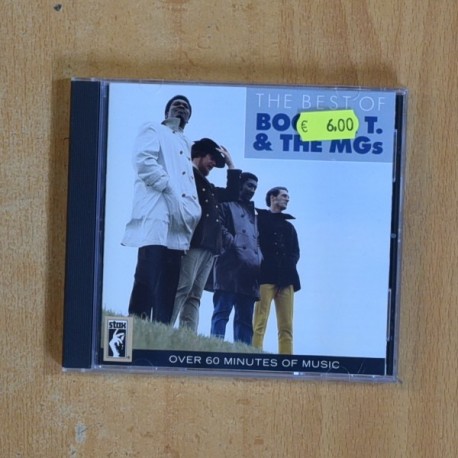 THE BEST OF
BOO T.
& THE MGs
€ 6,00
stax
OVER 60 MINUTES OF MUSIC